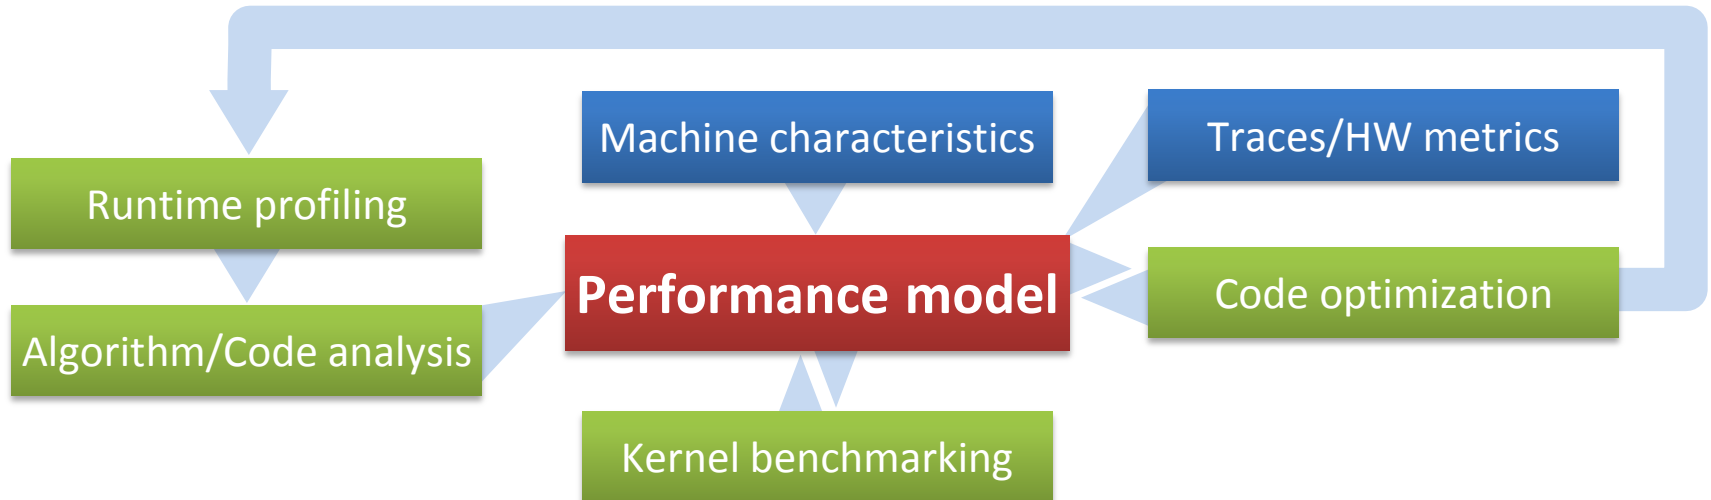 Machine characteristics
Traces/HW metrics
Runtime profiling
Performance model
Code optimization
Algorithm/Code analysis
Kernel benchmarking